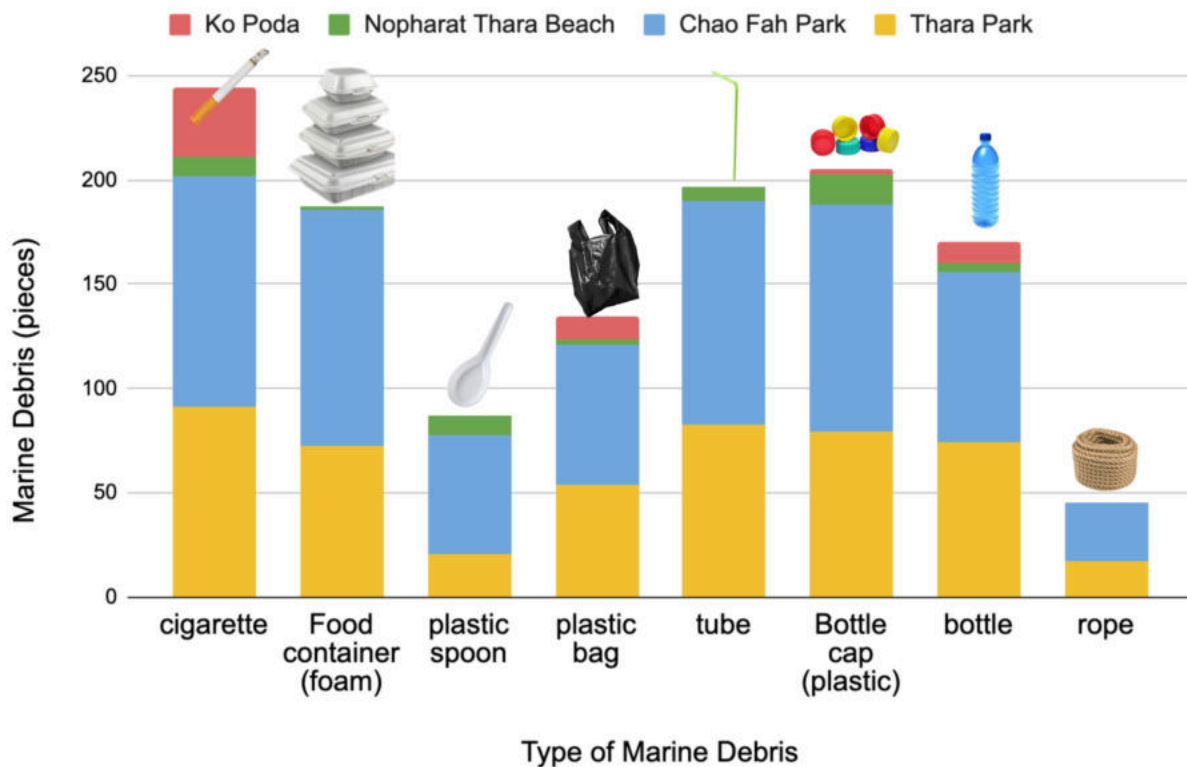 Ko Poda Nopharat Thara Beach Chao Fah Park Thara Park
250
200
150
100
50
0
Marine Debris (pieces)
cigarette
Food
container
(foam)
plastic
spoon
plastic
bag
tube
Bottle
cap
(plastic)
bottle
rope
Type of Marine Debris